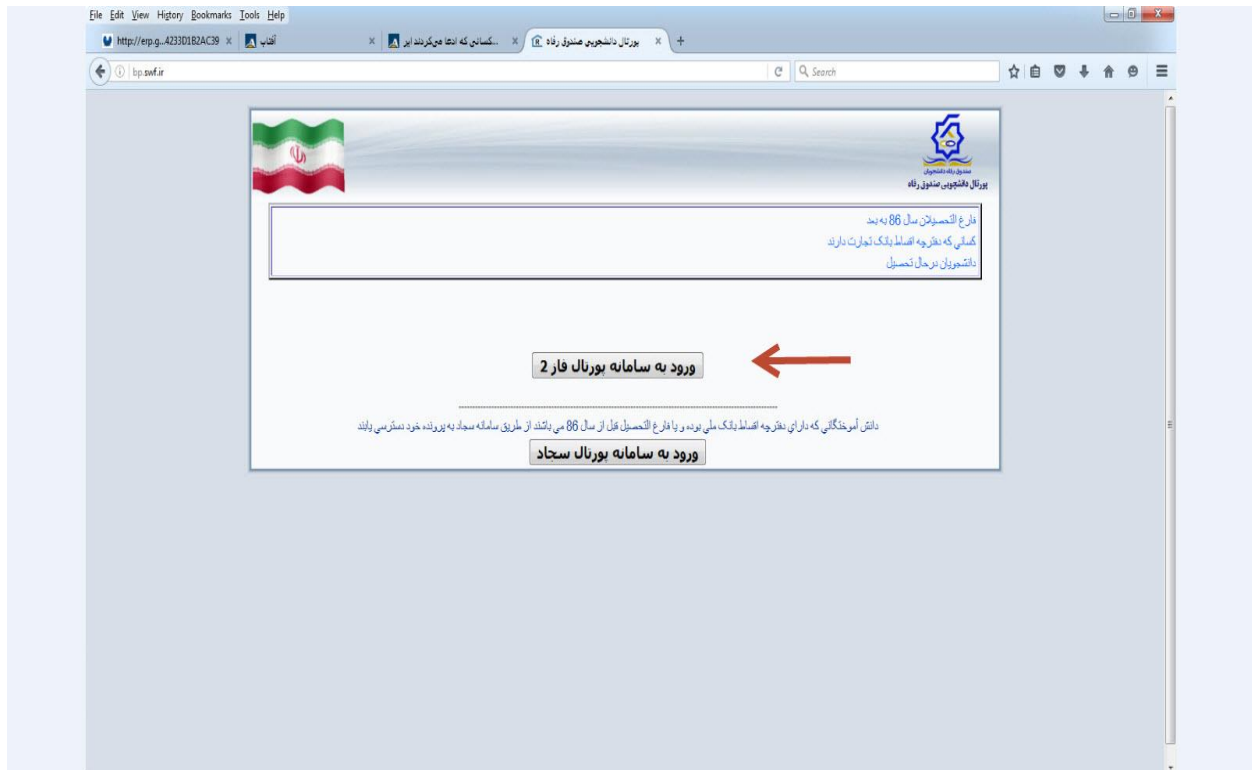 File Edit View History Bookmarks Tools Help
http://erp.g...4233D1B2AC39
آفتاب
کسانی که ادعا می‌کردند ایر...
پورتال دانشجویی صندوق رفاه
bp.swf.ir
Search
صندوق رفاه دانشجویان
پورتال دانشجویی صندوق رفاه
فارغ التحصیلان سال 86 به بعد
کسانی که دفترچه اقساط بانک تجارت دارند
دانشجویان در حال تحصیل
ورود به سامانه پورتال فاز 2
دانش آموختگانی که دارای دفترچه اقساط بانک ملی بوده و یا فارغ التحصیل قبل از سال 86 می باشند از طریق سامانه سجاد به پرونده خود دسترسی یابند
ورود به سامانه پورتال سجاد